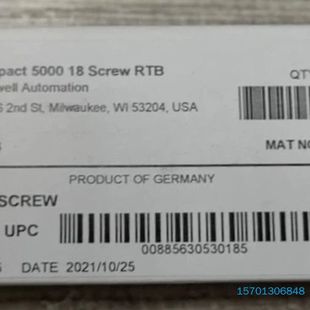 pact 5000 18 Screw RTB
well Automation
QT
2nd St, Milwaukee, WI 53204, USA
MAT NO
PRODUCT OF GERMANY
SCREW
UPC
00885630530185
DATE 2021/10/25
15701306848